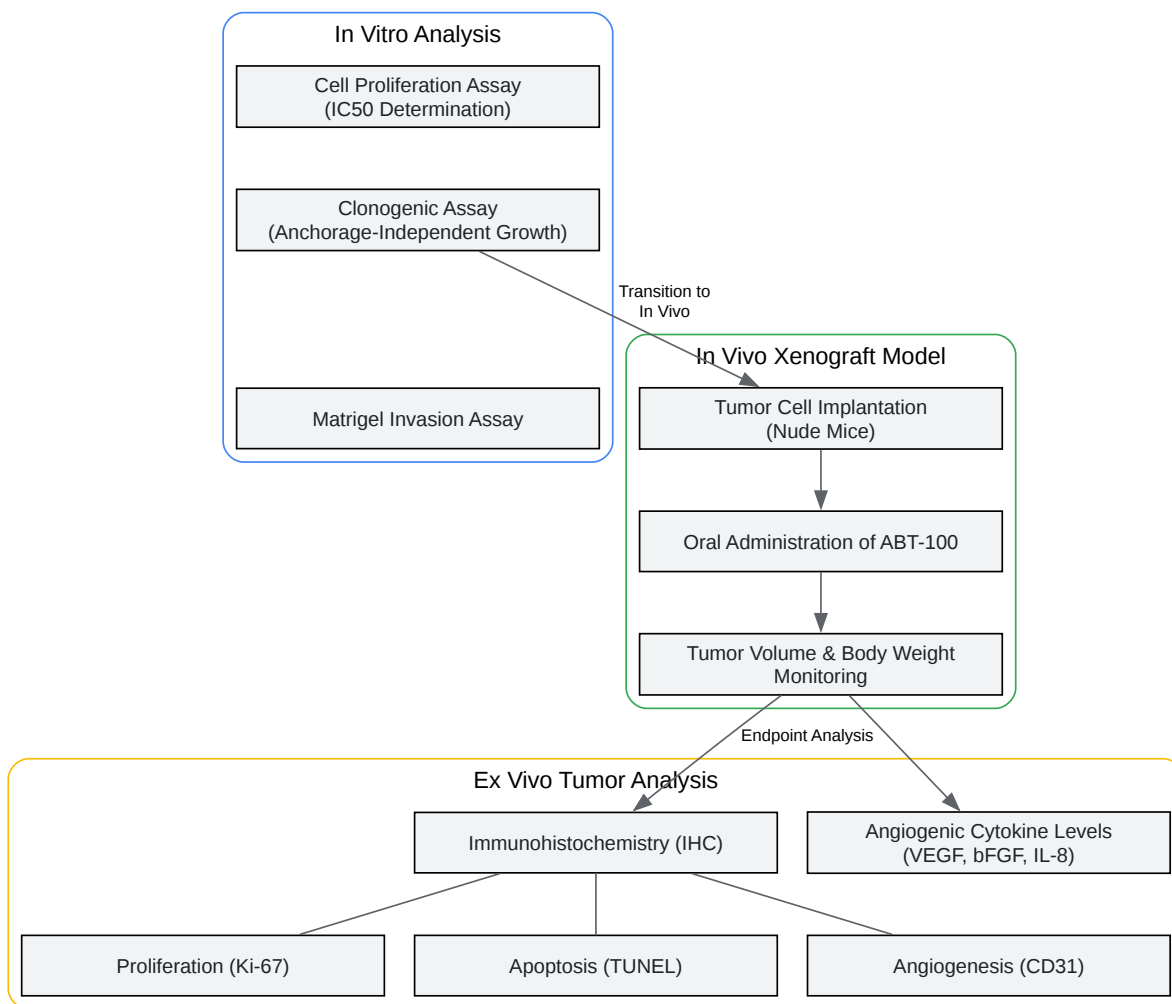 In Vitro Analysis
Cell Proliferation Assay
(IC50 Determination)
Clonogenic Assay
(Anchorage-Independent Growth)
Transition to
In Vivo
Matrigel Invasion Assay
In Vivo Xenograft Model
Tumor Cell Implantation
(Nude Mice)
Oral Administration of ABT-100
Tumor Volume & Body Weight
Monitoring
Endpoint Analysis
Ex Vivo Tumor Analysis
Immunohistochemistry (IHC)
Angiogenic Cytokine Levels
(VEGF, bFGF, IL-8)
Proliferation (Ki-67)
Apoptosis (TUNEL)
Angiogenesis (CD31)